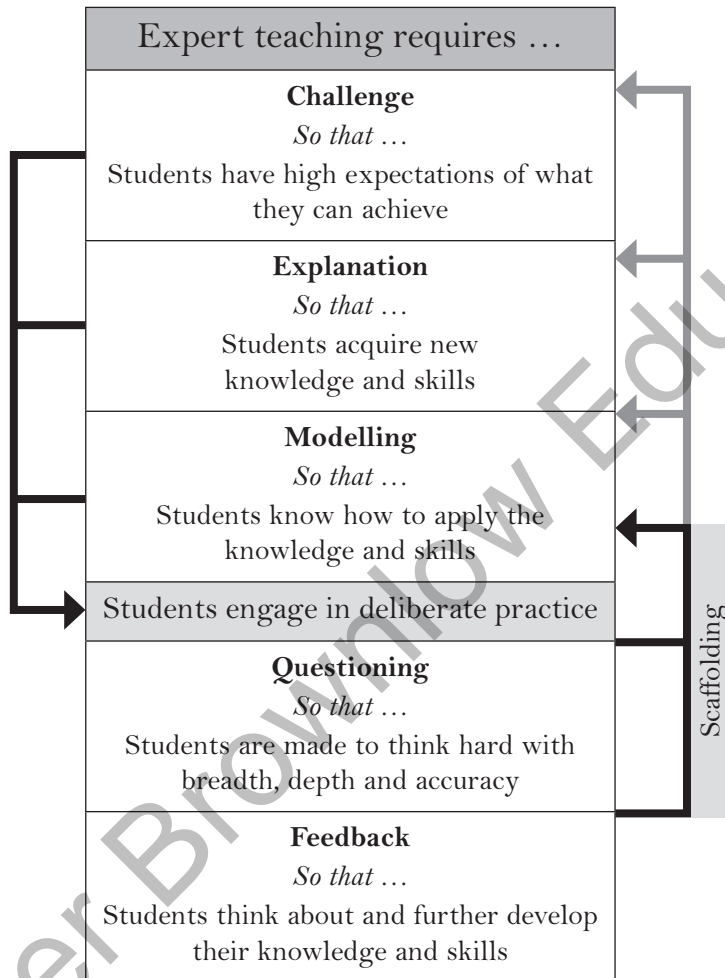 Expert teaching requires …
Challenge
So that …
Students have high expectations of what
they can achieve
Explanation
So that …
Students acquire new
knowledge and skills
Modelling
So that …
Students know how to apply the
knowledge and skills
Students engage in deliberate practice
Questioning
So that …
Students are made to think hard with
breadth, depth and accuracy
Feedback
So that …
Students think about and further develop
their knowledge and skills
Scaffolding
Brownlow